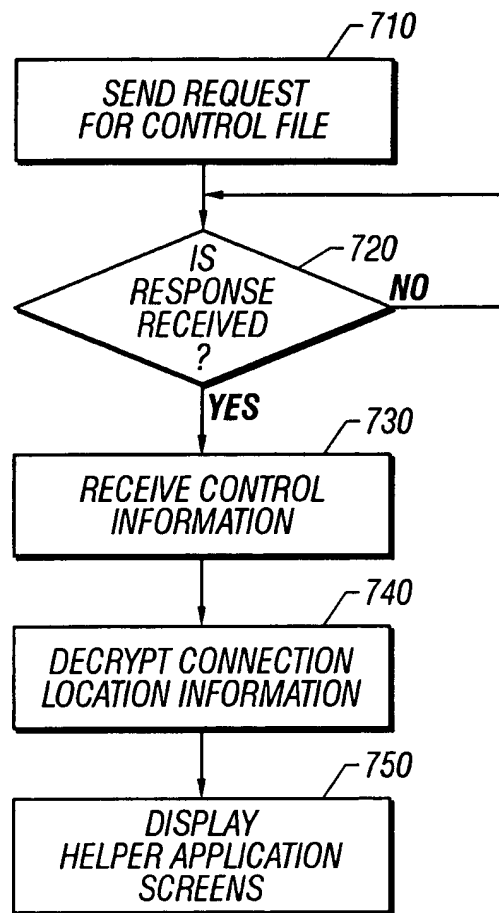 710
SEND REQUEST
FOR CONTROL FILE
720
IS
RESPONSE
RECEIVED
?
NO
YES
730
RECEIVE CONTROL
INFORMATION
740
DECRYPT CONNECTION
LOCATION INFORMATION
750
DISPLAY
HELPER APPLICATION
SCREENS